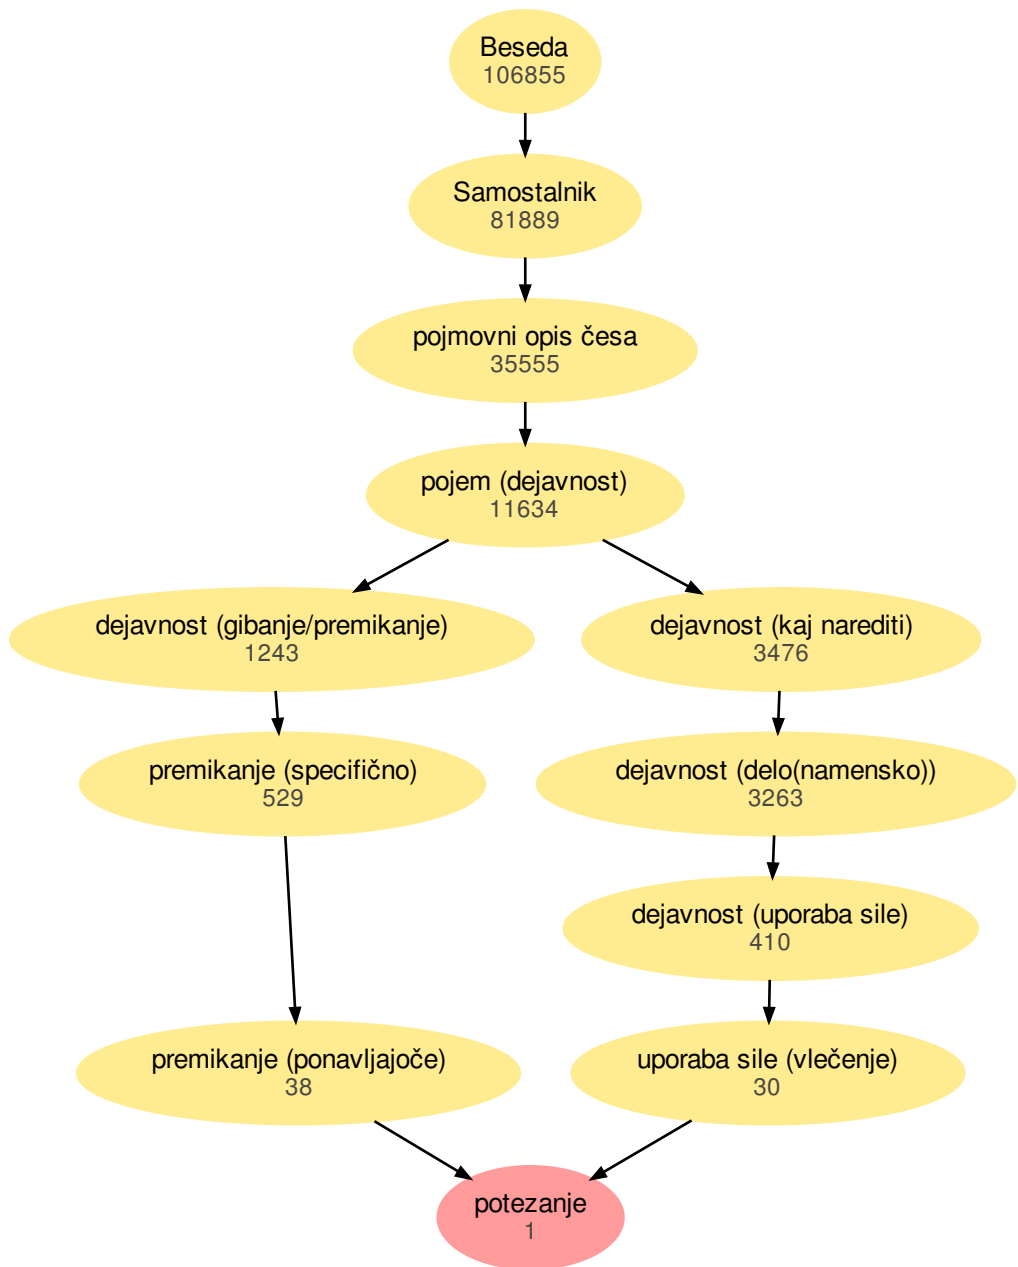 Beseda
106855
Samostalnik
81889
pojmovni opis česa
35555
pojem (dejavnost)
11634
dejavnost (gibanje/premikanje)
1243
dejavnost (kaj narediti)
3476
premikanje (specifično)
529
dejavnost (delo(namensko))
3263
dejavnost (uporaba sile)
410
premikanje (ponavljajoče)
38
uporaba sile (vlečenje)
30
potezanje
1